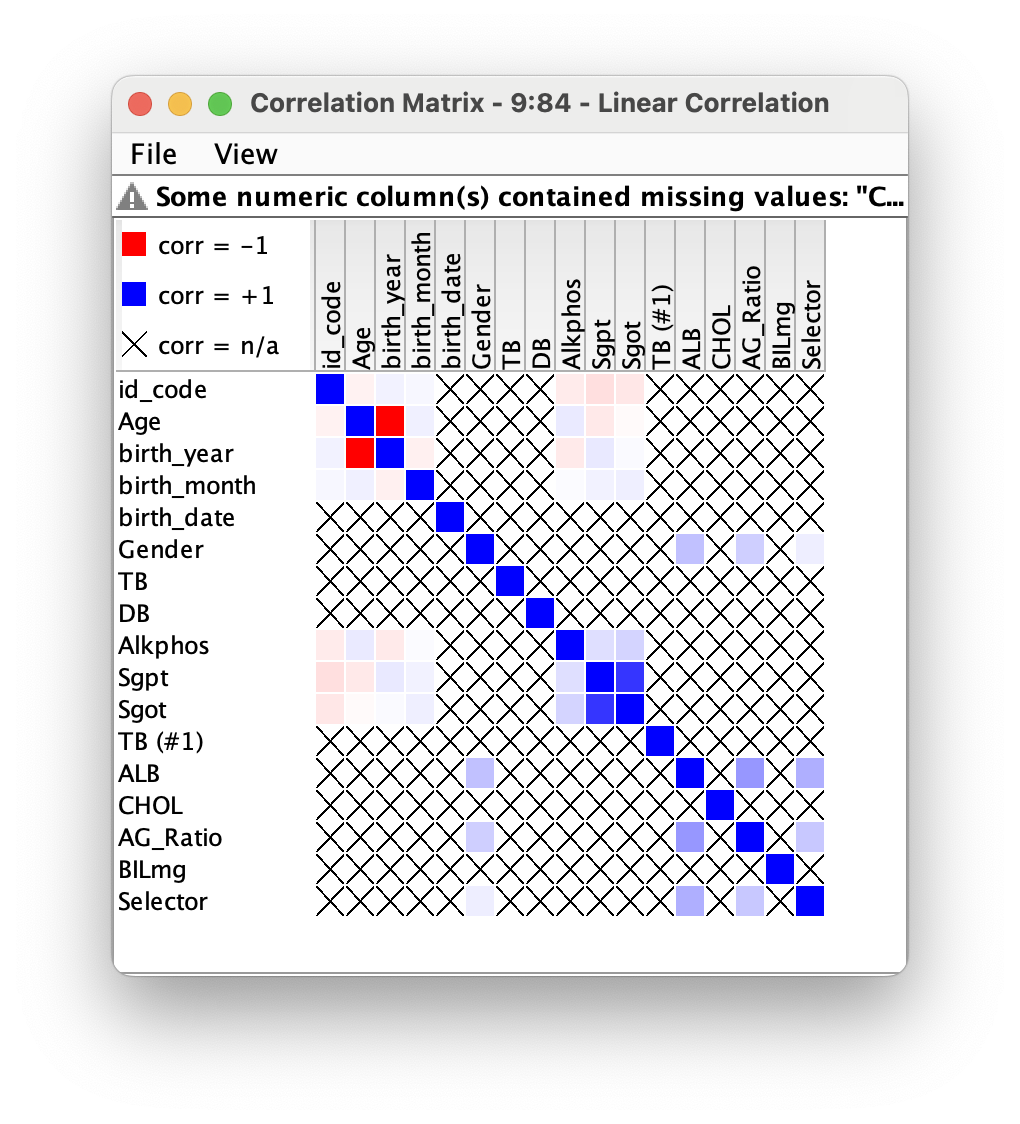 Correlation Matrix - 9:84 - Linear Correlation
File View
Some numeric column(s) contained missing values: "C...
corr = -1
corr = +1
corr = n/a
id_code
Age
birth_year
birth_month
birth_date
Gender
TB
DB
Alkphos
Sgpt
Sgot
TB (#1)
ALB
CHOL
AG_Ratio
BILmg
Selector
id_code
Age
birth_year
birth_month
birth_date
Gender
TB
DB
Alkphos
Sgpt
Sgot
TB (#1)
ALB
CHOL
AG_Ratio
BILmg
Selector